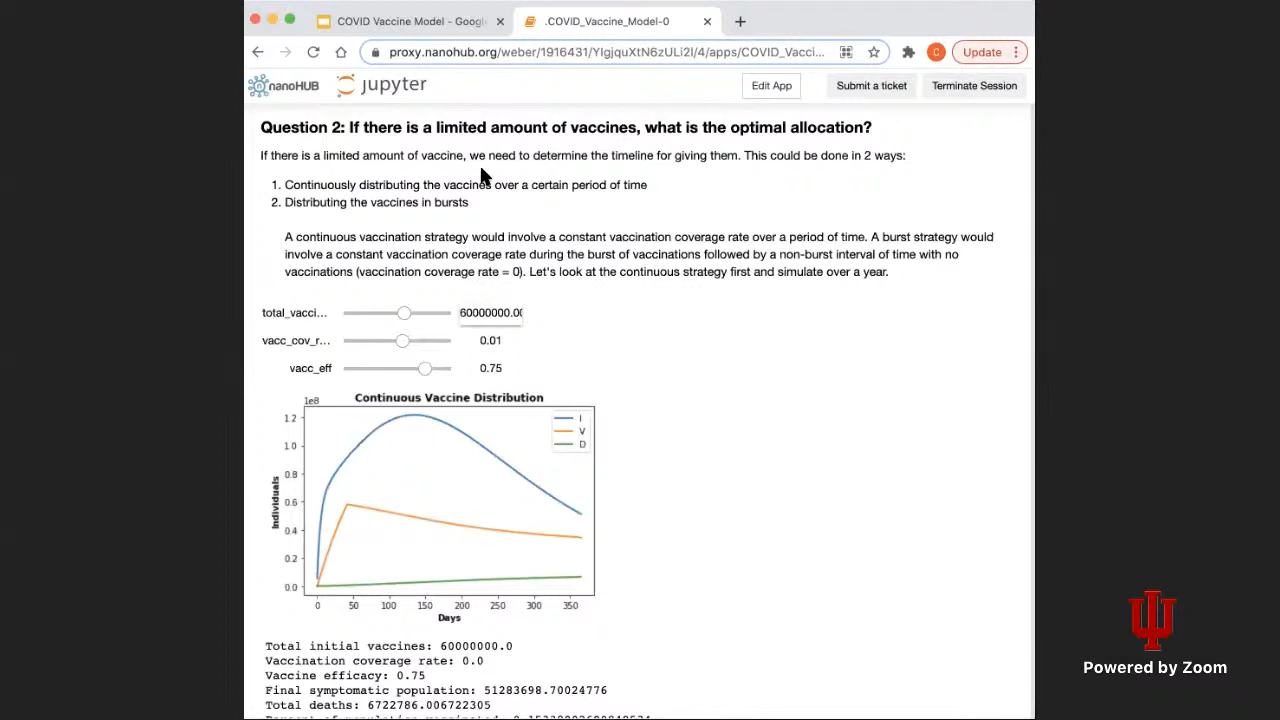 COVID Vaccine Model - Googl
.COVID_Vaccine_Model-0
proxy.nanohub.org/weber/1916431/YIgjquXtN6zULi2l/4/apps/COVID_Vacci...
C
Update
nanoHUB
jupyter
Edit App
Submit a ticket
Terminate Session
Question 2: If there is a limited amount of vaccines, what is the optimal allocation?
If there is a limited amount of vaccine, we need to determine the timeline for giving them. This could be done in 2 ways:
1. Continuously distributing the vaccines over a certain period of time
2. Distributing the vaccines in bursts
A continuous vaccination strategy would involve a constant vaccination coverage rate over a period of time. A burst strategy would
involve a constant vaccination coverage rate during the burst of vaccinations followed by a non-burst interval of time with no
vaccinations (vaccination coverage rate = 0). Let's look at the continuous strategy first and simulate over a year.
total_vacci... 60000000.00
vacc_cov_r... 0.01
vacc_eff 0.75
Continuous Vaccine Distribution
1e8
1.2
1.0
0.8
0.6
0.4
0.2
0.0
Individuals
I
V
D
0 50 100 150 200 250 300 350
Days
Total initial vaccines: 60000000.0
Vaccination coverage rate: 0.0
Vaccine efficacy: 0.75
Final symptomatic population: 51283698.70024776
Total deaths: 6722786.006722305
Powered by Zoom